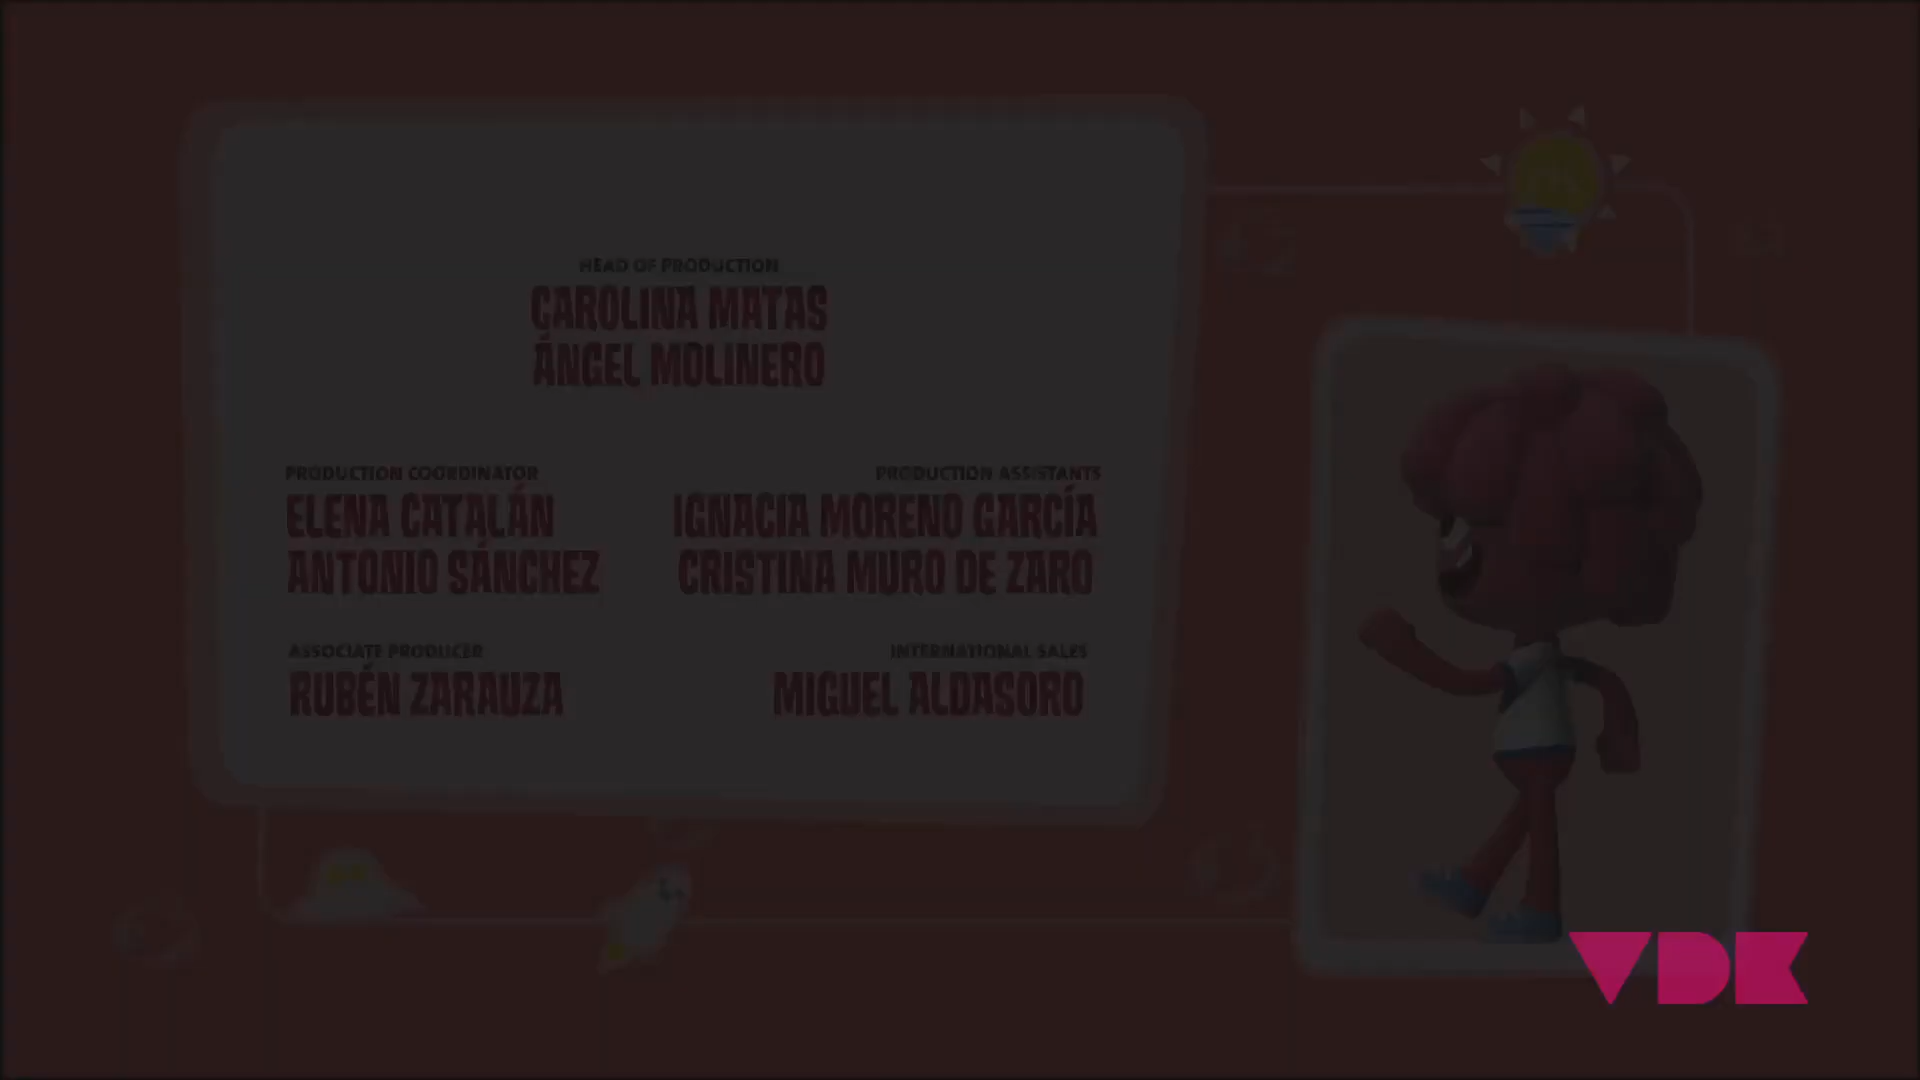 HEAD OF PRODUCTION
CAROLINA MATAS
ÁNGEL MOLINERO
PRODUCTION COORDINATOR
ELENA CATALÁN
ANTONIO SÁNCHEZ
PRODUCTION ASSISTANTS
IGNACIA MORENO GARCÍA
CRISTINA MURO DE ZARO
ASSOCIATE PRODUCER
RUBÉN ZARAUZA
INTERNATIONAL SALES
MIGUEL ALDASORO
VDK